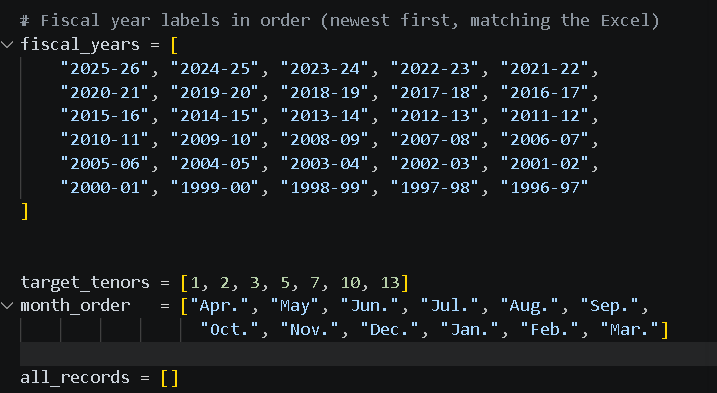 # Fiscal year labels in order (newest first, matching the Excel)
fiscal_years = [
"2025-26", "2024-25", "2023-24", "2022-23", "2021-22",
"2020-21", "2019-20", "2018-19", "2017-18", "2016-17",
"2015-16", "2014-15", "2013-14", "2012-13", "2011-12",
"2010-11", "2009-10", "2008-09", "2007-08", "2006-07",
"2005-06", "2004-05", "2003-04", "2002-03", "2001-02",
"2000-01", "1999-00", "1998-99", "1997-98", "1996-97"
]
target_tenors = [1, 2, 3, 5, 7, 10, 13]
month_order   = ["Apr.", "May", "Jun.", "Jul.", "Aug.", "Sep.",
"Oct.", "Nov.", "Dec.", "Jan.", "Feb.", "Mar."]
all_records = []